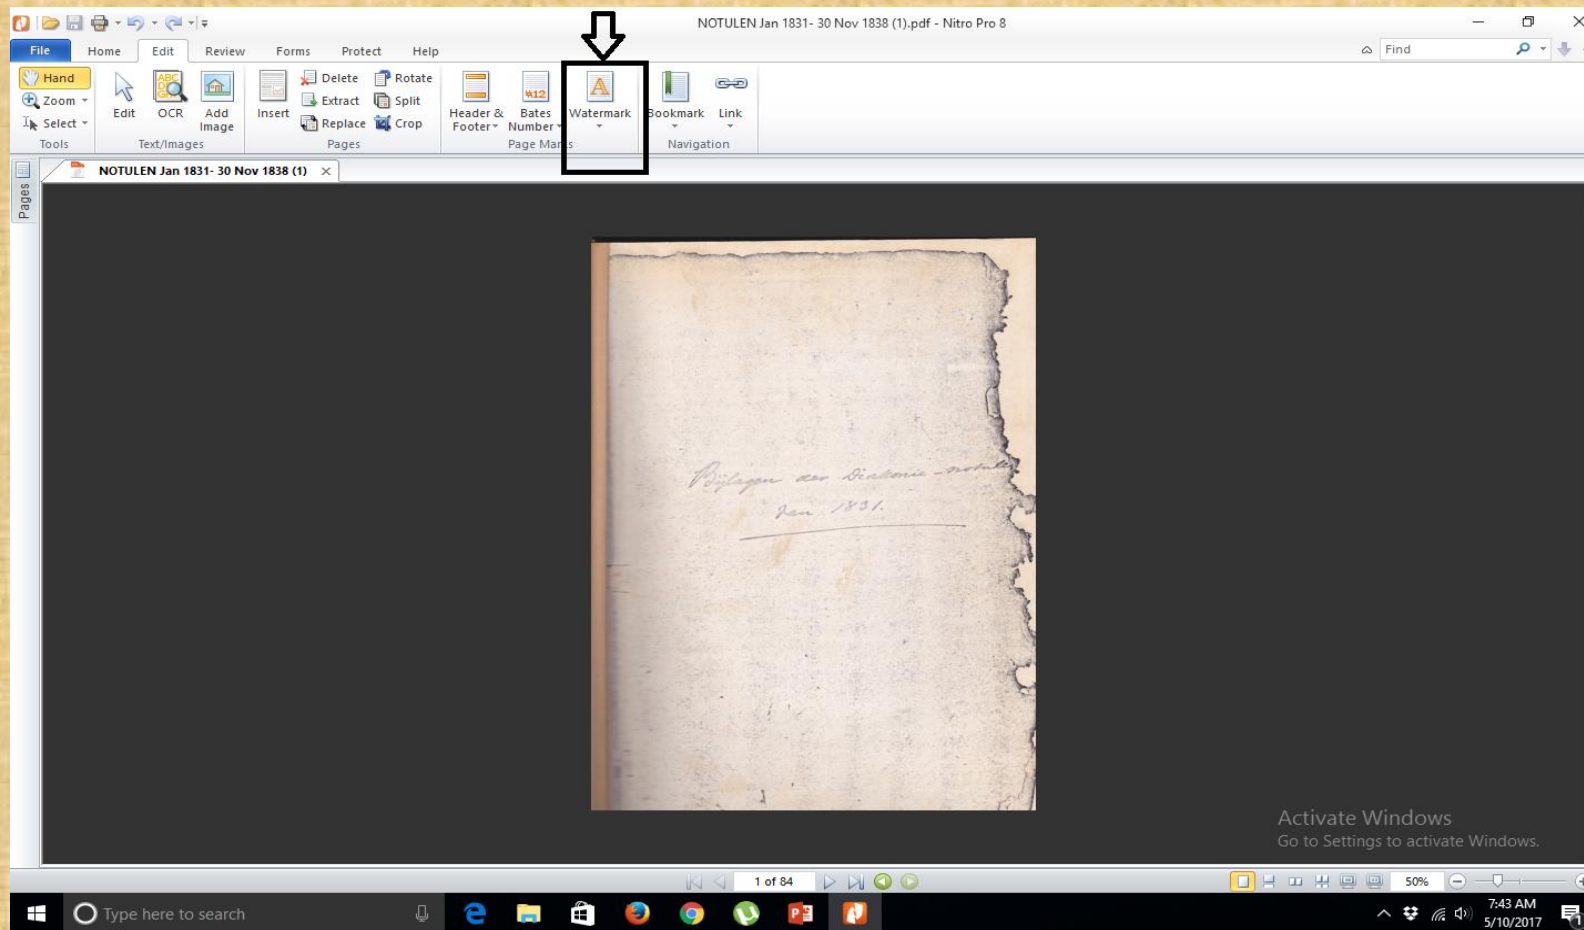 NOTULEN Jan 1831- 30 Nov 1838 (1).pdf - Nitro Pro 8
File Home Edit Review Forms Protect Help
Find
Hand
Zoom
Select
Tools
Edit
OCR
Add Image
Text/Images
Insert
Delete
Extract
Replace
Rotate
Split
Crop
Pages
Header & Footer
Bates Number
Watermark
Page Marks
Bookmark
Link
Navigation
Pages
NOTULEN Jan 1831- 30 Nov 1838 (1)
Bijlagen der Diakonie-notulen
Jan 1831.
Activate Windows
Go to Settings to activate Windows.
1 of 84
50%
Type here to search
7:43 AM
5/10/2017